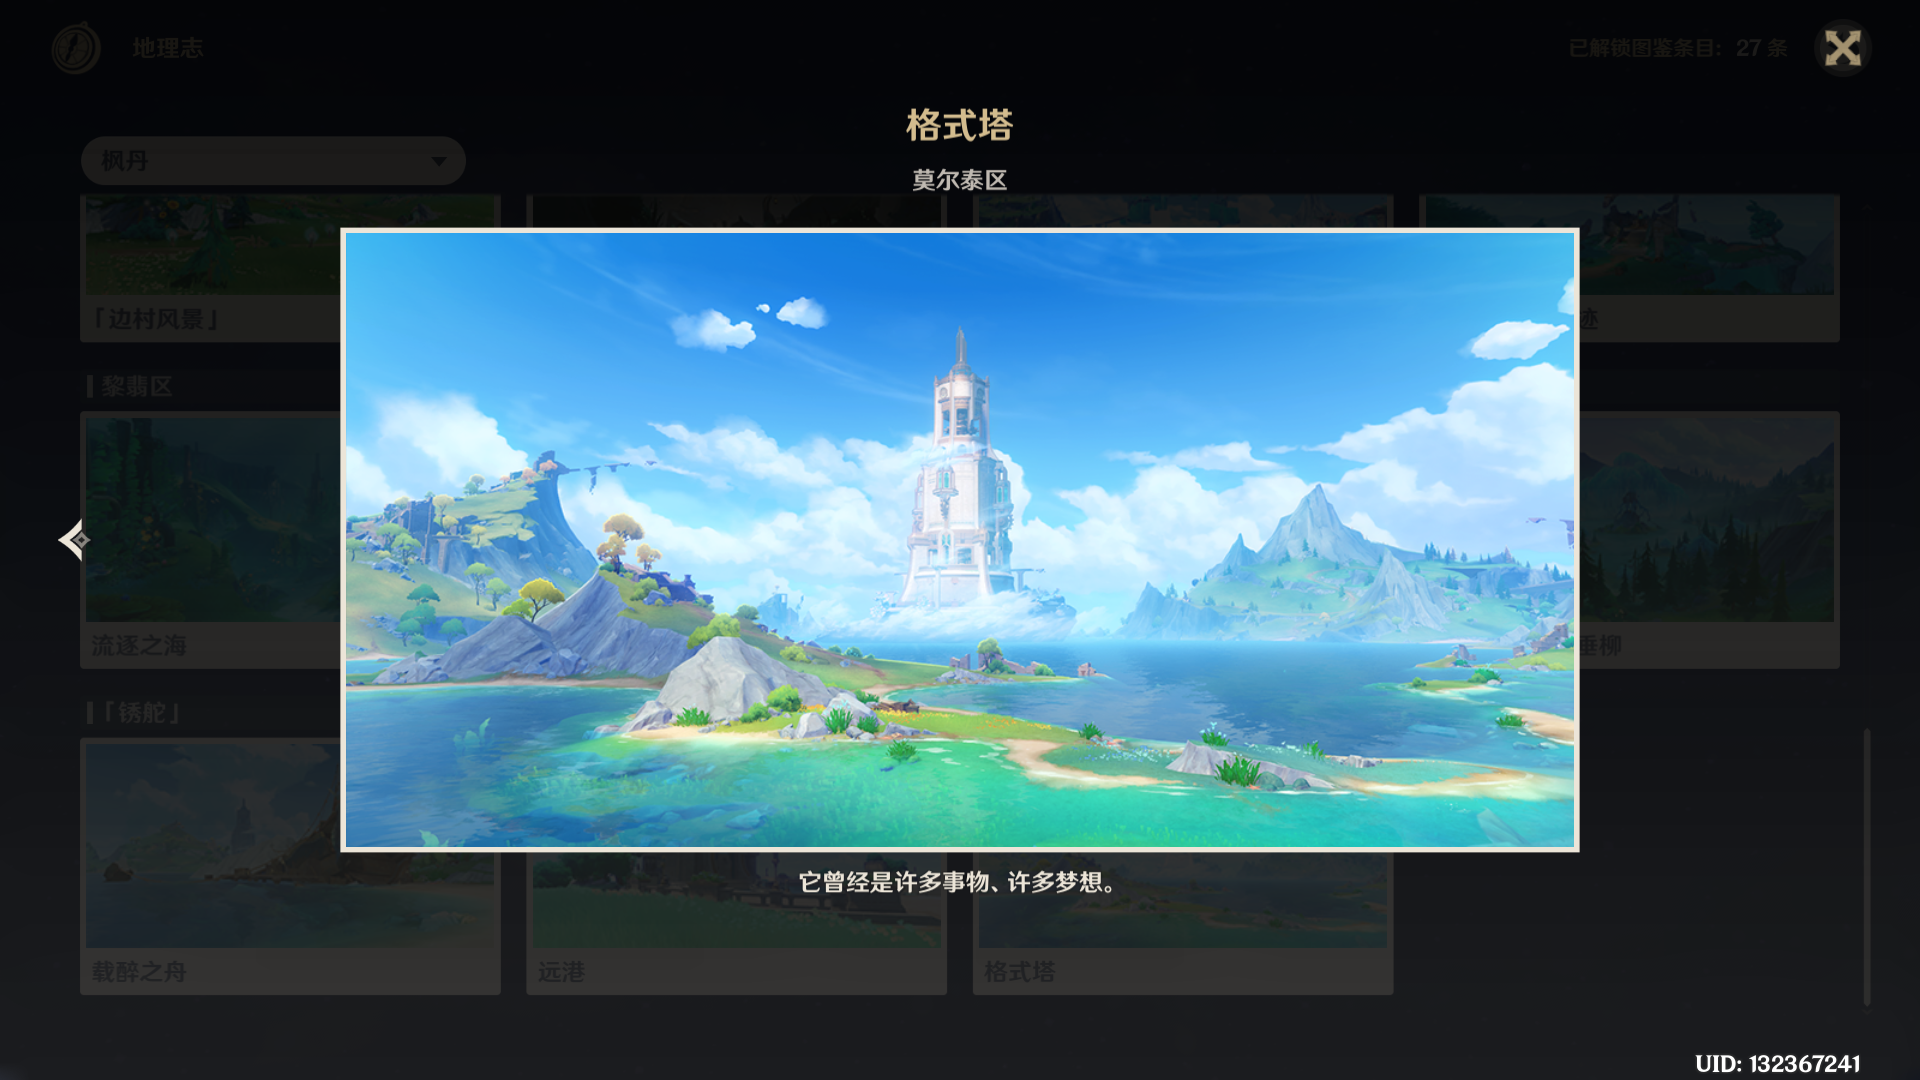 地理志
已解锁图鉴条目: 27 条
格式塔
枫丹
莫尔泰区
「边村风景」
迹
黎翡区
流逐之海
垂柳
「锈舵」
它曾经是许多事物、许多梦想。
载醉之舟
远港
格式塔
UID: 132367241